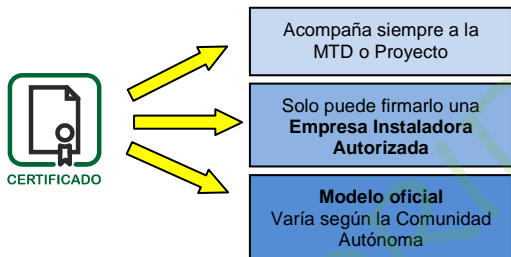 Acompaña siempre a la
MTD o Proyecto
Solo puede firmarlo una
Empresa Instaladora
Autorizada
CERTIFICADO
Modelo oficial
Varía según la Comunidad
Autónoma